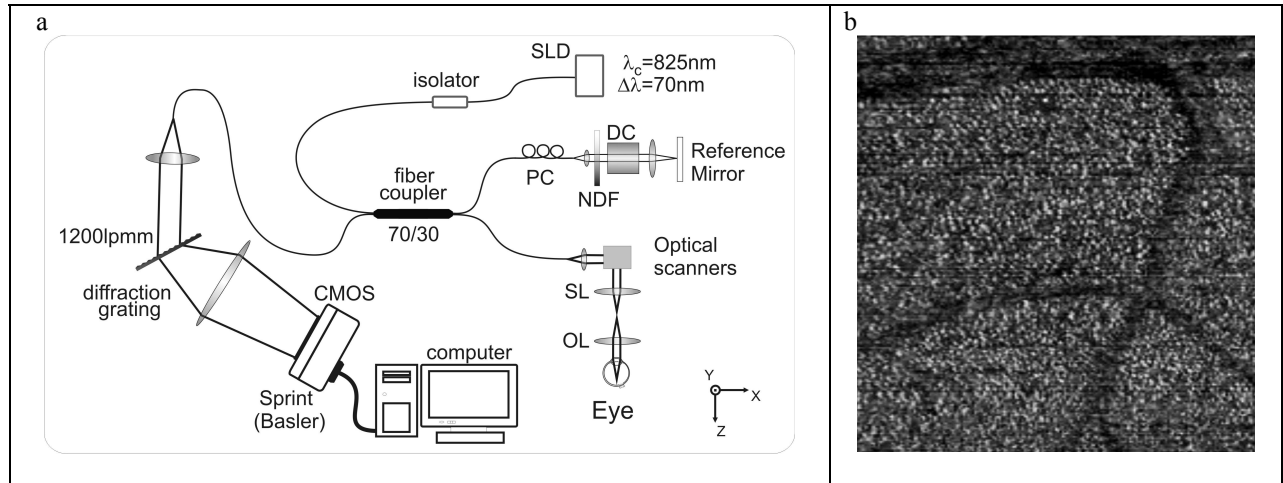 a
b
SLD
λc=825nm
Δλ=70nm
isolator
DC
Reference
Mirror
PC
NDF
fiber
coupler
70/30
1200lpmm
diffraction
grating
Optical
scanners
SL
OL
CMOS
computer
Sprint
(Basler)
Eye
Y
X
Z